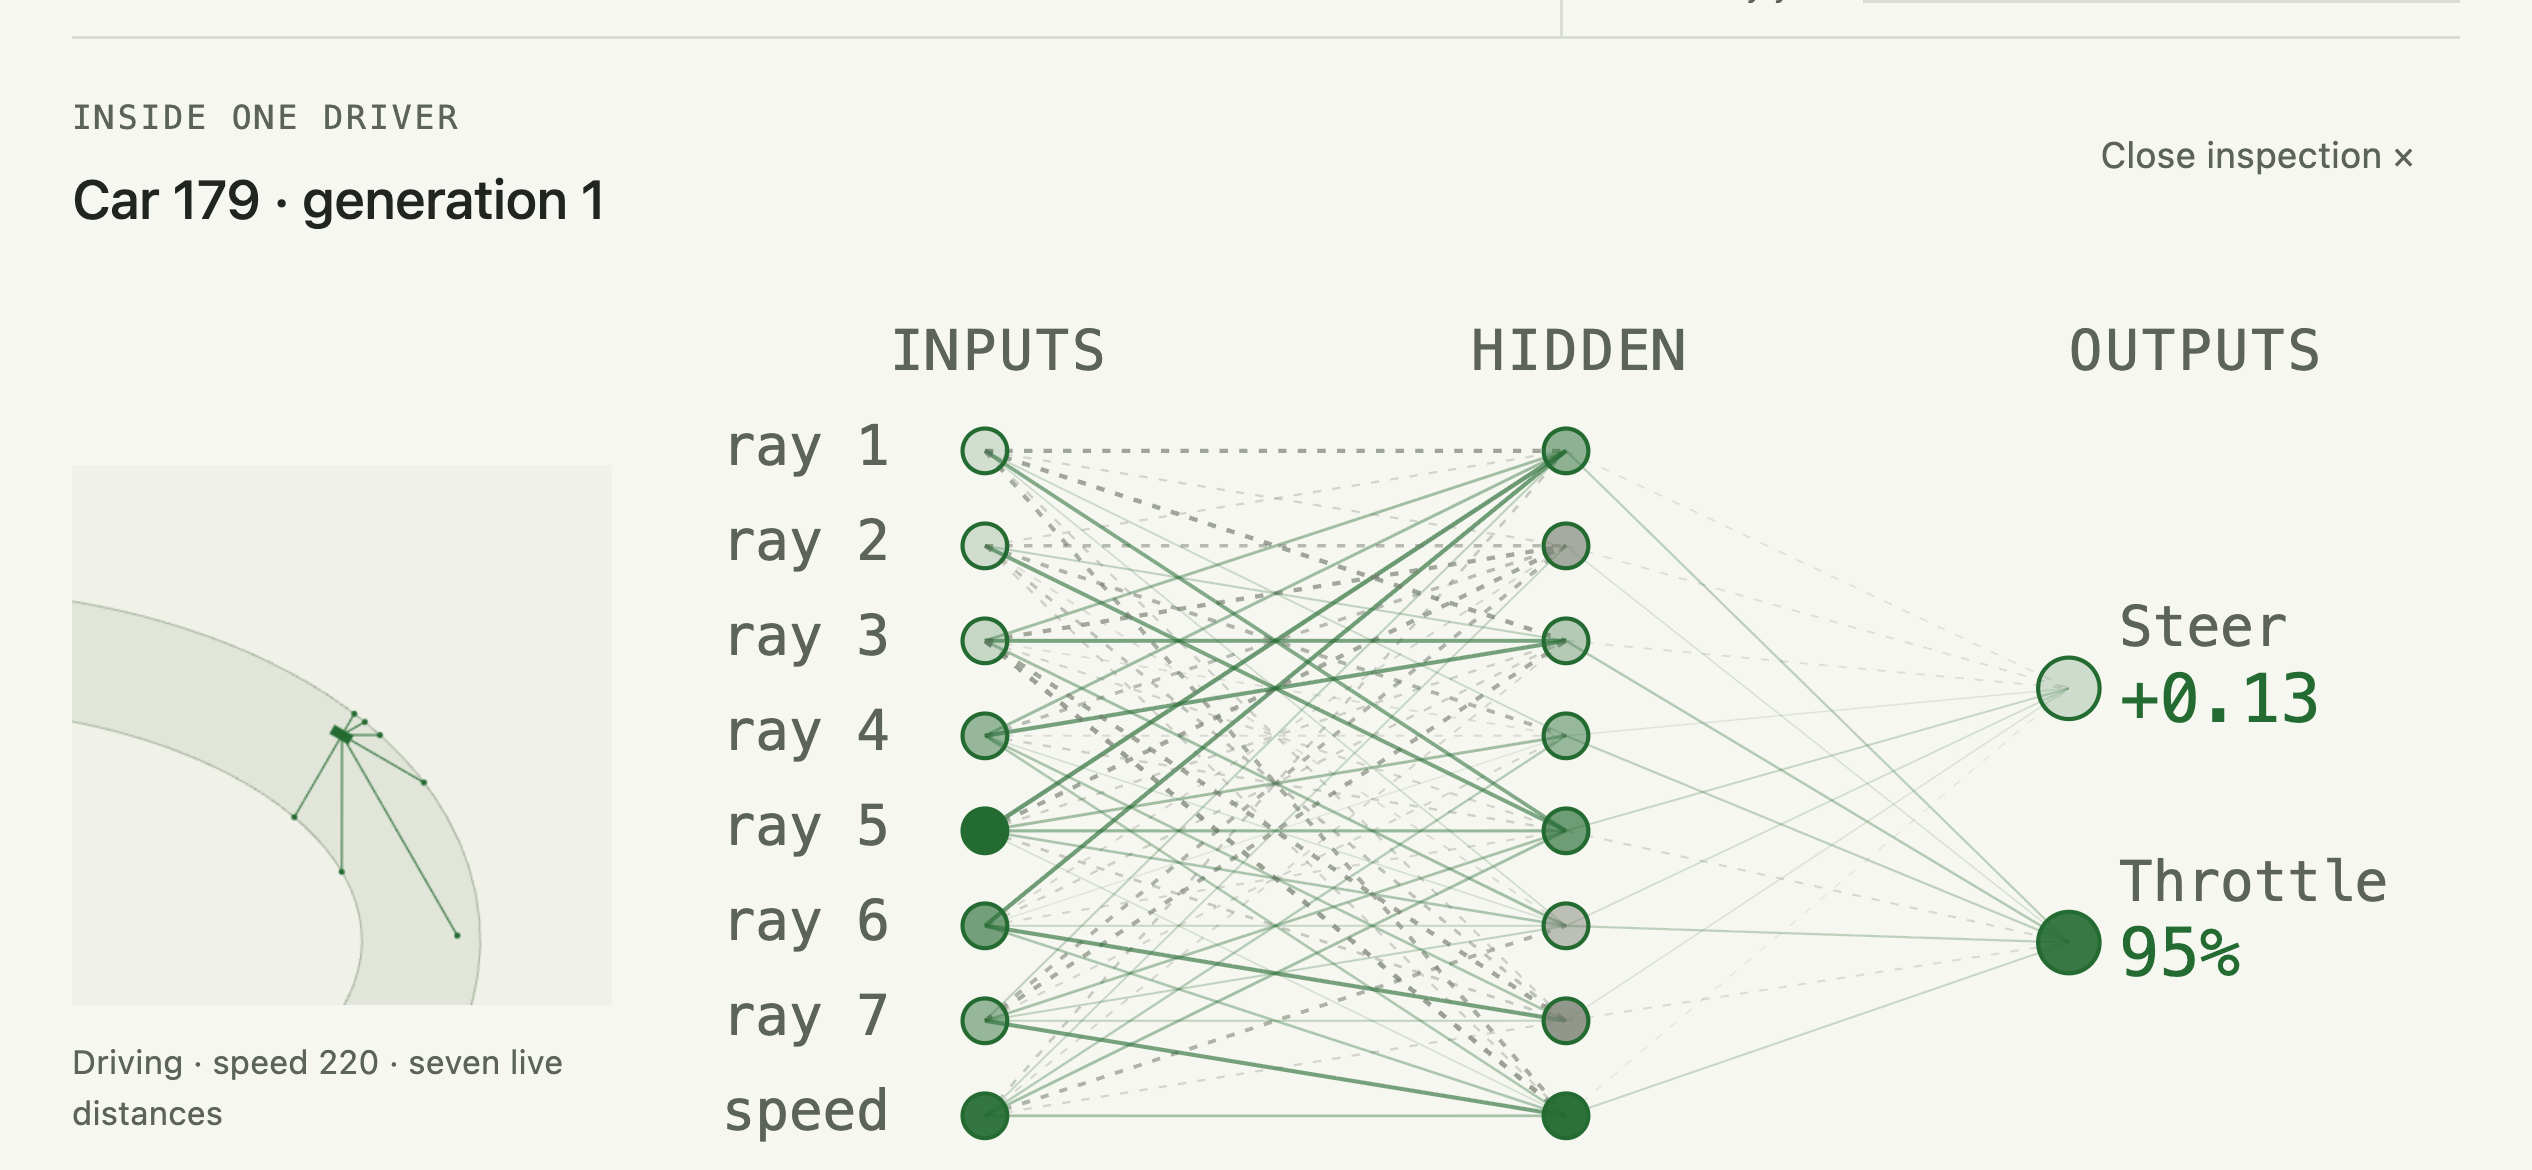 INSIDE ONE DRIVER
Close inspection ×
Car 179 · generation 1
INPUTS
HIDDEN
OUTPUTS
ray 1
ray 2
ray 3
ray 4
ray 5
ray 6
ray 7
speed
Steer
+0.13
Throttle
95%
Driving · speed 220 · seven live
distances